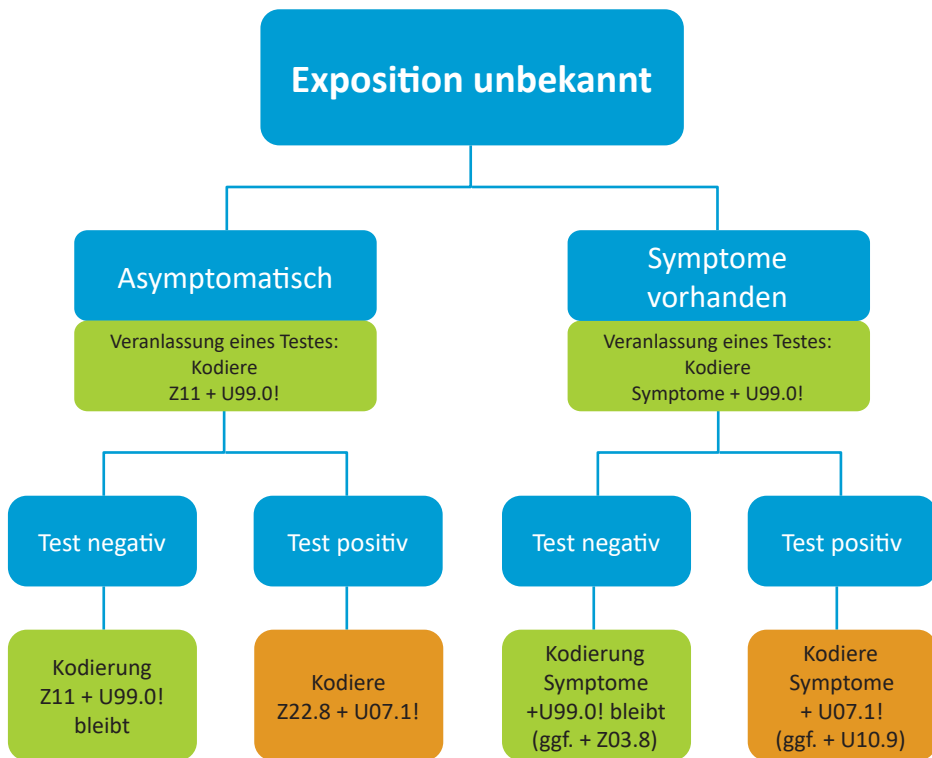 Exposition unbekannt
Asymptomatisch
Veranlassung eines Testes:
Kodiere
Z11 + U99.0!
Symptome
vorhanden
Veranlassung eines Testes:
Kodiere
Symptome + U99.0!
Test negativ
Test positiv
Test negativ
Test positiv
Kodierung
Z11 + U99.0!
bleibt
Kodiere
Z22.8 + U07.1!
Kodierung
Symptome
+U99.0! bleibt
(ggf. + Z03.8)
Kodiere
Symptome
+ U07.1!
(ggf. + U10.9)